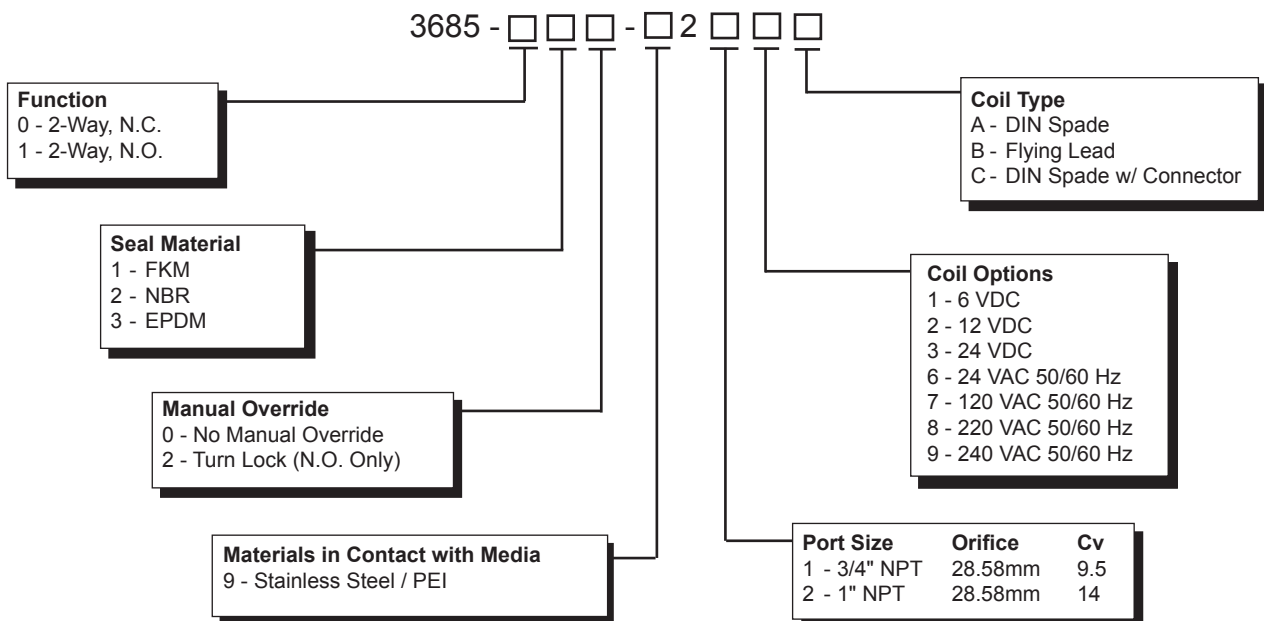 3685 - □ □ □ - □ 2 □ □ □
Function
0 - 2-Way, N.C.
1 - 2-Way, N.O.
Seal Material
1 - FKM
2 - NBR
3 - EPDM
Manual Override
0 - No Manual Override
2 - Turn Lock (N.O. Only)
Materials in Contact with Media
9 - Stainless Steel / PEI
Coil Type
A - DIN Spade
B - Flying Lead
C - DIN Spade w/ Connector
Coil Options
1 - 6 VDC
2 - 12 VDC
3 - 24 VDC
6 - 24 VAC 50/60 Hz
7 - 120 VAC 50/60 Hz
8 - 220 VAC 50/60 Hz
9 - 240 VAC 50/60 Hz
Port Size Orifice Cv
1 - 3/4" NPT 28.58mm 9.5
2 - 1" NPT 28.58mm 14